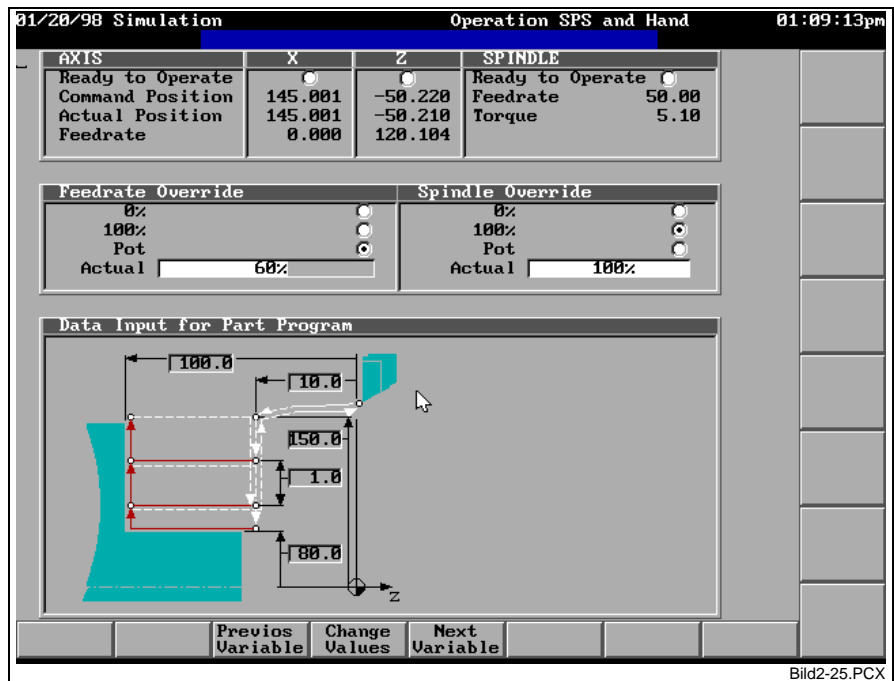 01/20/98 Simulation Operation SPS and Hand 01:09:13pm
AXIS X Z SPINDLE
Ready to Operate Ready to Operate
Command Position 145.001 -50.220 Feedrate 50.00
Actual Position 145.001 -50.210 Torque 5.10
Feedrate 0.000 120.104
Feedrate Override Spindle Override
0% 0%
100% 100%
Pot Pot
Actual 60% Actual 100%
Data Input for Part Program
100.0
10.0
150.0
1.0
80.0
Z
Previos Change Next
Variable Values Variable
Bild2-25.PCX